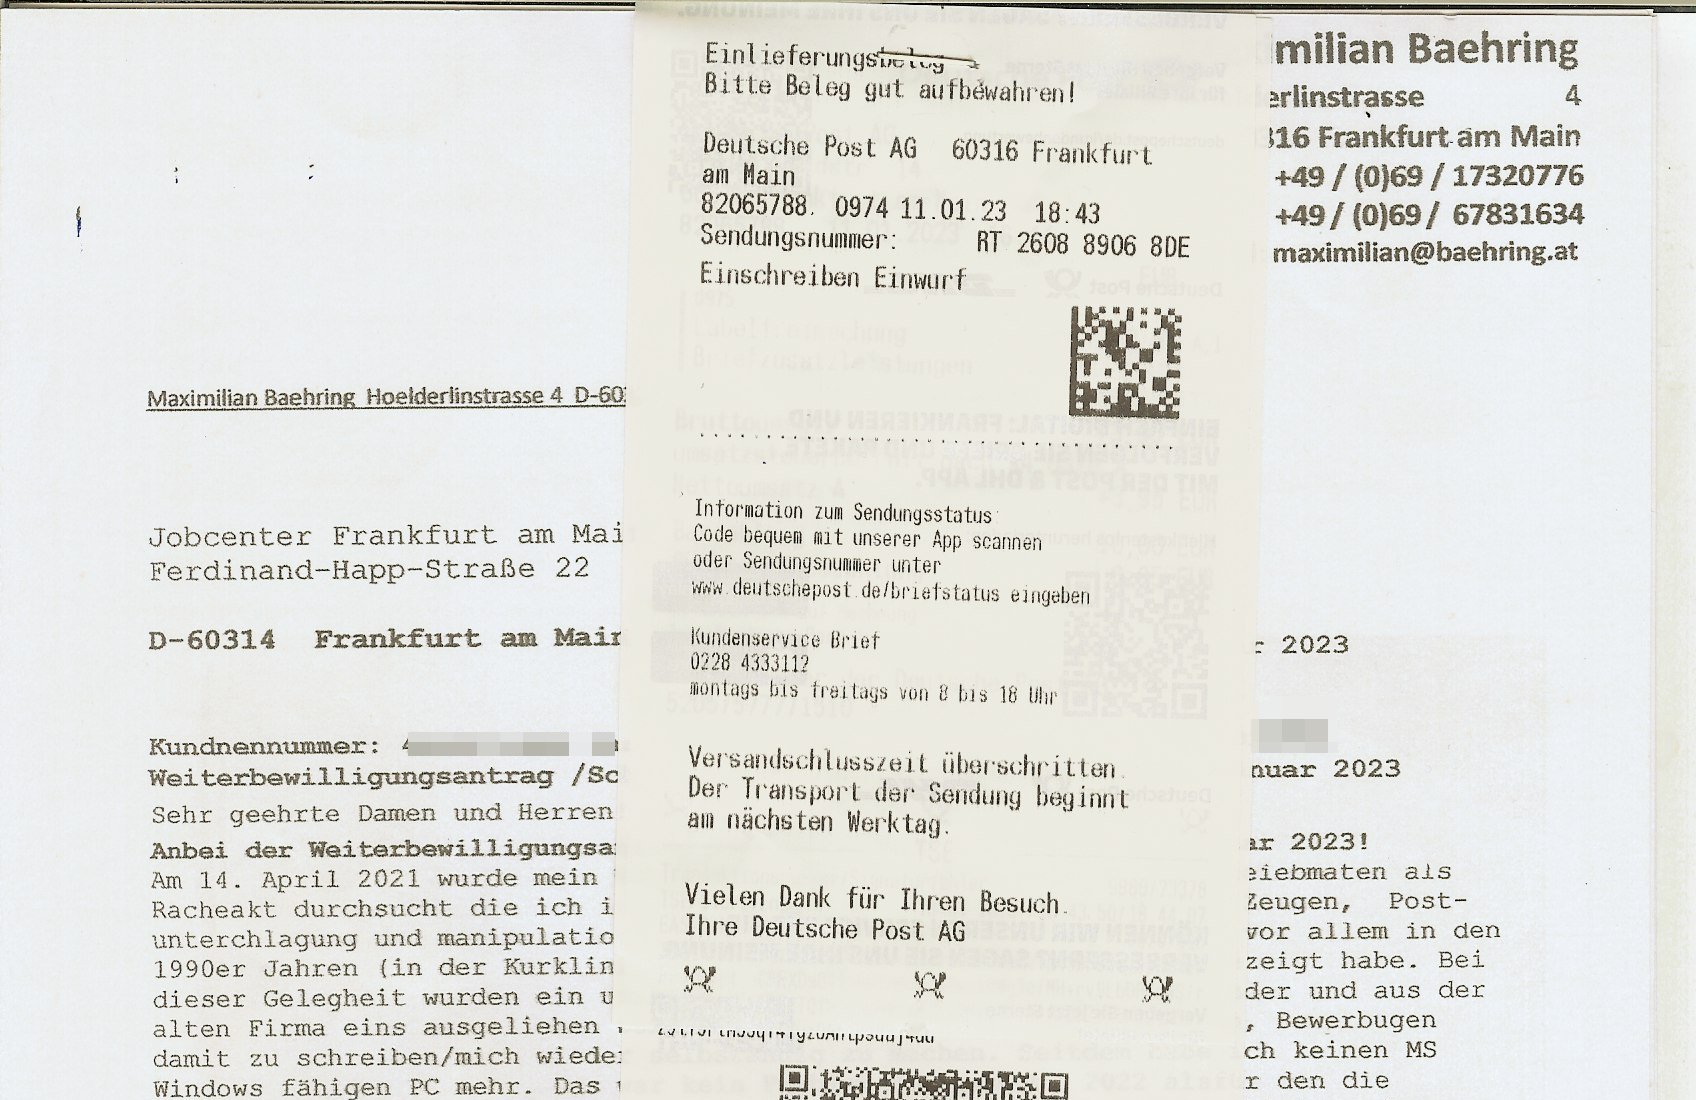 milian Baehring
erlinstrasse 4
316 Frankfurt am Main
+49 / (0)69 / 17320776
+49 / (0)69 / 67831634
maximilian@baehring.at
Maximilian Baehring Hoelderlinstrasse 4 D-603
Jobcenter Frankfurt am Mai
Ferdinand-Happ-Straße 22
D-60314 Frankfurt am Main
2023
Kundnennummer: 4
Weiterbewilligungsantrag /Sc
nuar 2023
Sehr geehrte Damen und Herren
Anbei der Weiterbewilligungsa
ar 2023!
Am 14. April 2021 wurde mein
eiebmaten als
Racheakt durchsucht die ich i
Zeugen, Post-
unterchlagung und manipulatio
vor allem in den
1990er Jahren (in der Kurklin
zeigt habe. Bei
dieser Gelegheit wurden ein u
der und aus der
alten Firma eins ausgeliehen
, Bewerbugen
damit zu schreiben/mich wieder
ch keinen MS
Windows fähigen PC mehr. Das
r den die
Einlieferungsbeleg
Bitte Beleg gut aufbewahren!
Deutsche Post AG 60316 Frankfurt
am Main
82065788. 0974 11.01.23 18:43
Sendungsnummer: RT 2608 8906 8DE
Einschreiben Einwurf
Information zum Sendungsstatus
Code bequem mit unserer App scannen
oder Sendungsnummer unter
www.deutschepost.de/briefstatus eingeben
Kundenservice Brief
0228 4333112
montags bis freitags von 8 bis 18 Uhr
Versandschlusszeit überschritten.
Der Transport der Sendung beginnt
am nächsten Werktag.
Vielen Dank für Ihren Besuch.
Ihre Deutsche Post AG